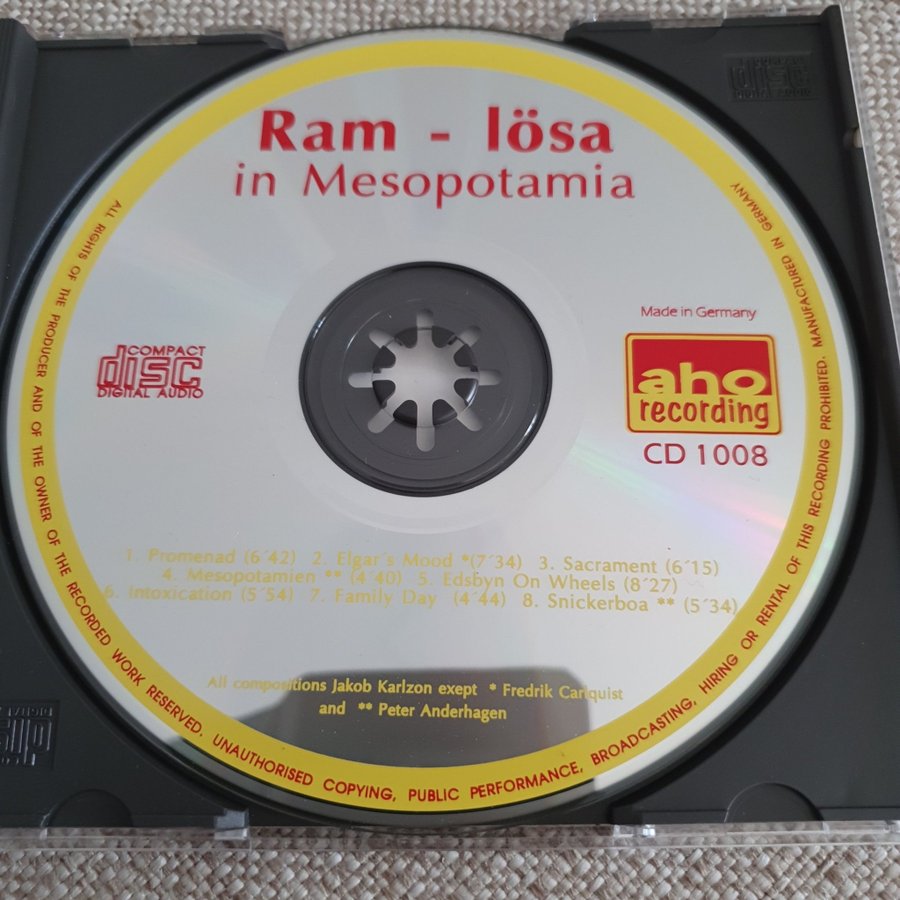 Ram - lösa
in Mesopotamia
Made in Germany
COMPACT
disc
DIGITAL AUDIO
aho
recording
CD 1008
1. Promenad (6´42) 2. Elgar´s Mood *(7´34) 3. Sacrament (6´15)
4. Mesopotamien ** (4´40) 5. Edsbyn On Wheels (8´27)
6. Intoxication (5´54) 7. Family Day (4´44) 8. Snickerboa ** (5´34)
All compositions Jakob Karlzon exept * Fredrik Carlquist
and ** Peter Anderhagen
ALL RIGHTS OF THE PRODUCER AND OF THE OWNER OF THE RECORDED WORK RESERVED. UNAUTHORISED COPYING, PUBLIC PERFORMANCE, BROADCASTING, HIRING OR RENTAL OF THIS RECORDING PROHIBITED. MANUFACTURED IN GERMANY
disc
DIGITAL AUDIO
disc